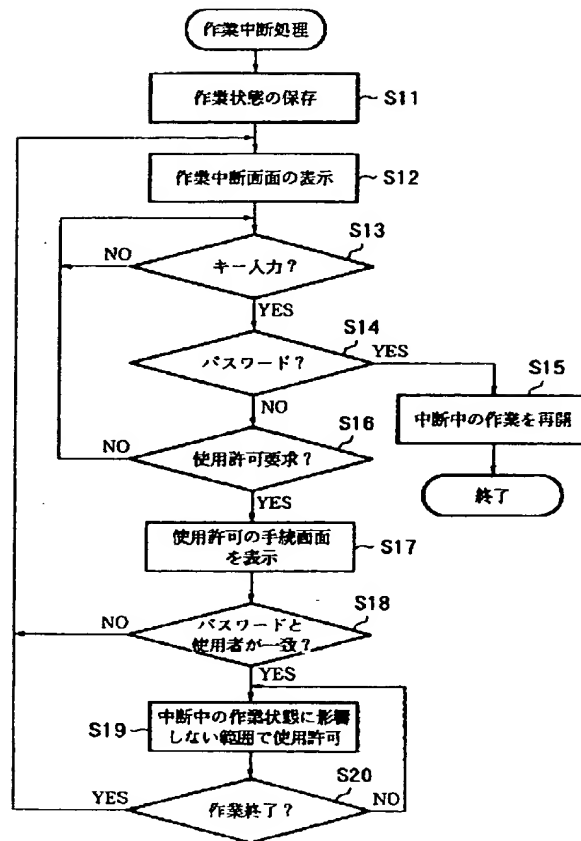 作業中断処理
作業状態の保存
S11
作業中断画面の表示
S12
S13
NO
キー入力?
YES
S14
パスワード?
YES
S15
NO
中断中の作業を再開
S16
NO
使用許可要求?
終了
YES
使用許可の手続画面
を表示
S17
S18
NO
パスワードと
使用者が一致?
YES
S19
中断中の作業状態に影響
しない範囲で使用許可
S20
YES
作業終了?
NO